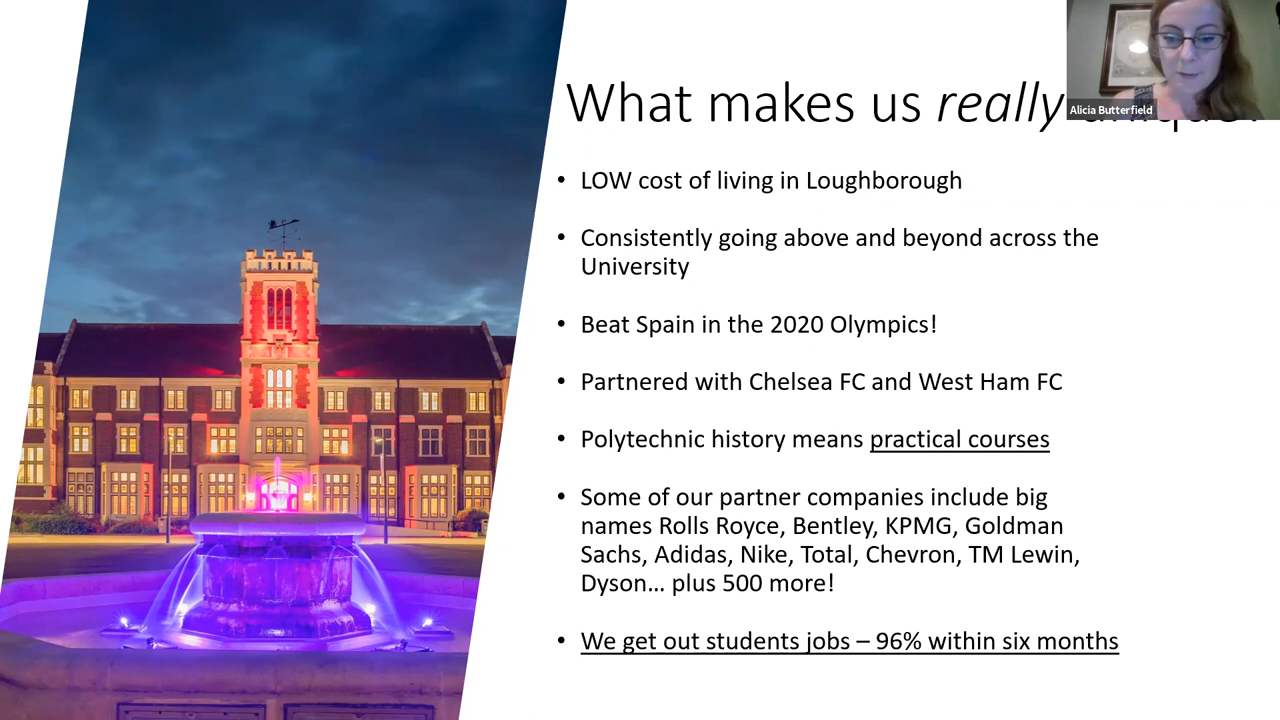 Alicia Butterfield
What makes us really
• LOW cost of living in Loughborough
• Consistently going above and beyond across the
University
• Beat Spain in the 2020 Olympics!
• Partnered with Chelsea FC and West Ham FC
• Polytechnic history means practical courses
• Some of our partner companies include big
names Rolls Royce, Bentley, KPMG, Goldman
Sachs, Adidas, Nike, Total, Chevron, TM Lewin,
Dyson... plus 500 more!
• We get out students jobs – 96% within six months